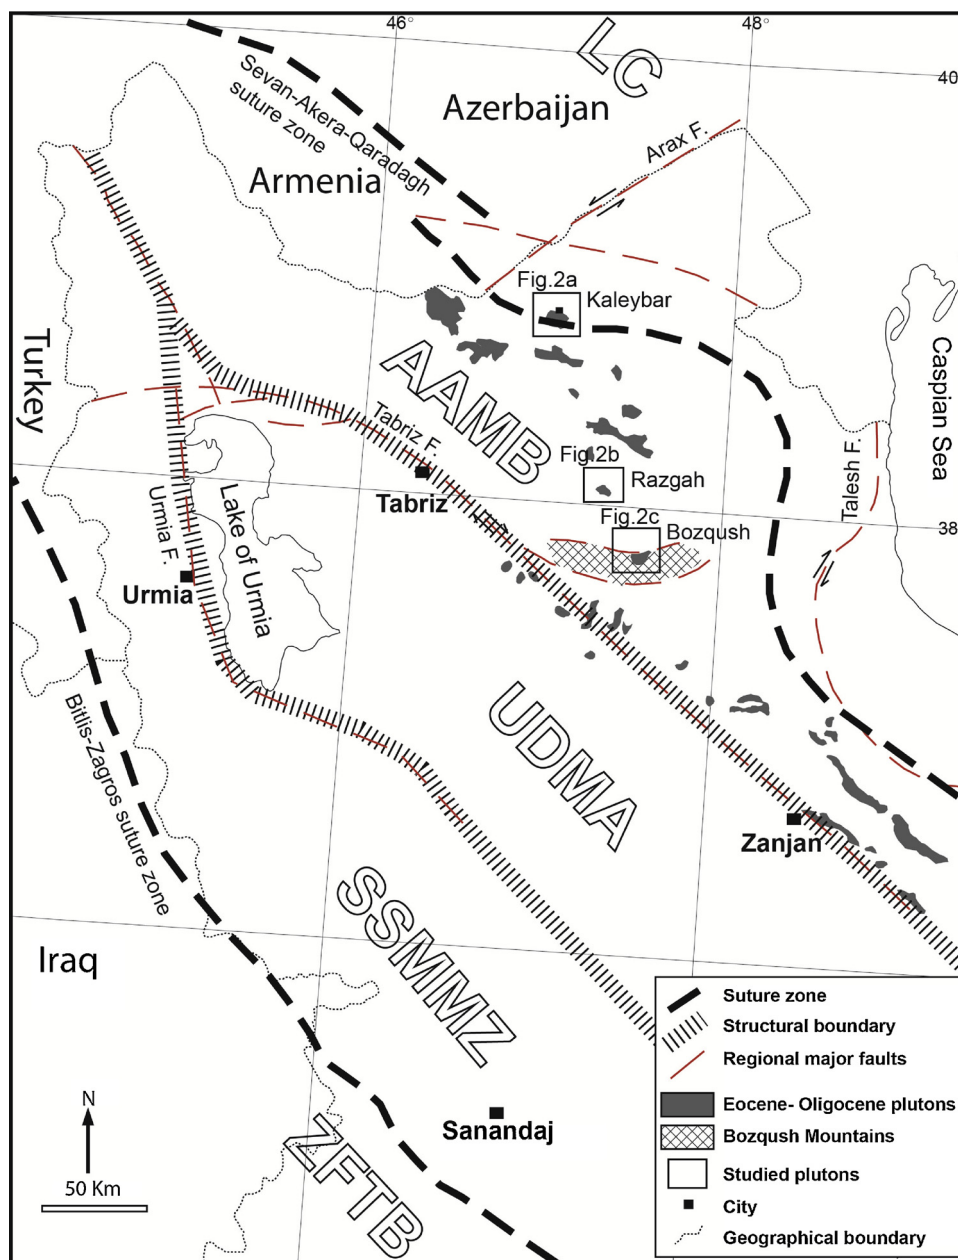 46°
48°
40
LC
Sevan-Akera-Qaradagh
suture zone
Azerbaijan
Arax F.
Armenia
Fig.2a
Kaleybar
Turkey
Caspian Sea
AAMB
Tabriz F.
Talesh F.
Fig.2b
Razgah
Tabriz
Fig.2c
Bozqush
38
Urmia F.
Lake of Urmia
Urmia
Bitlis-Zagros suture zone
UDMA
Zanjan
SSMMZ
Iraq
Sanandaj
ZFTB
N
50 Km
Suture zone
Structural boundary
Regional major faults
Eocene- Oligocene plutons
Bozqush Mountains
Studied plutons
City
Geographical boundary